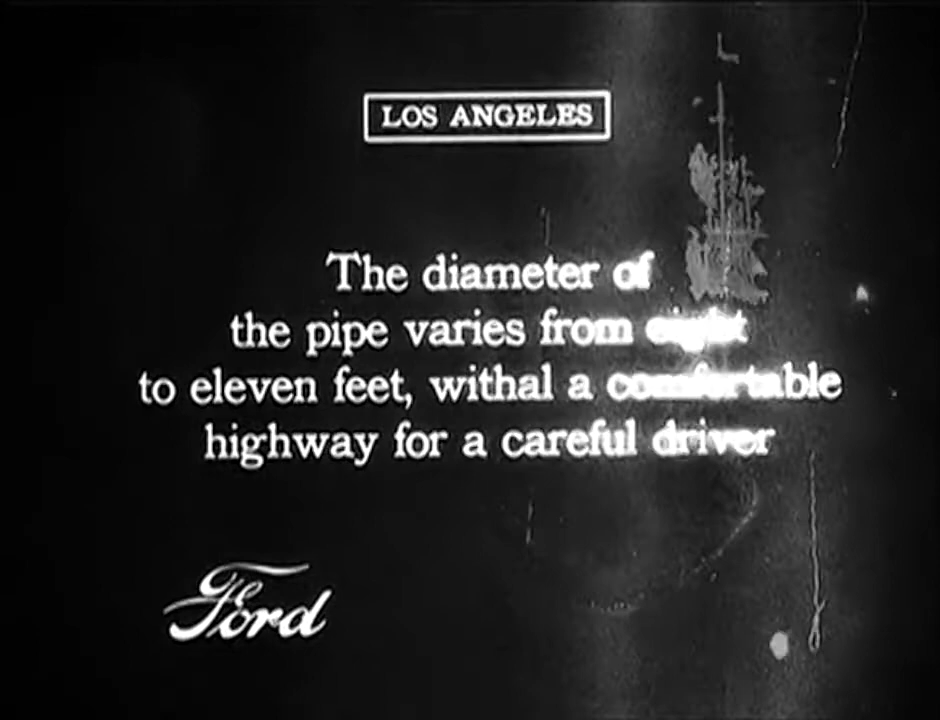 LOS ANGELES
The diameter of
the pipe varies from eight
to eleven feet, withal a comfortable
highway for a careful driver
Ford